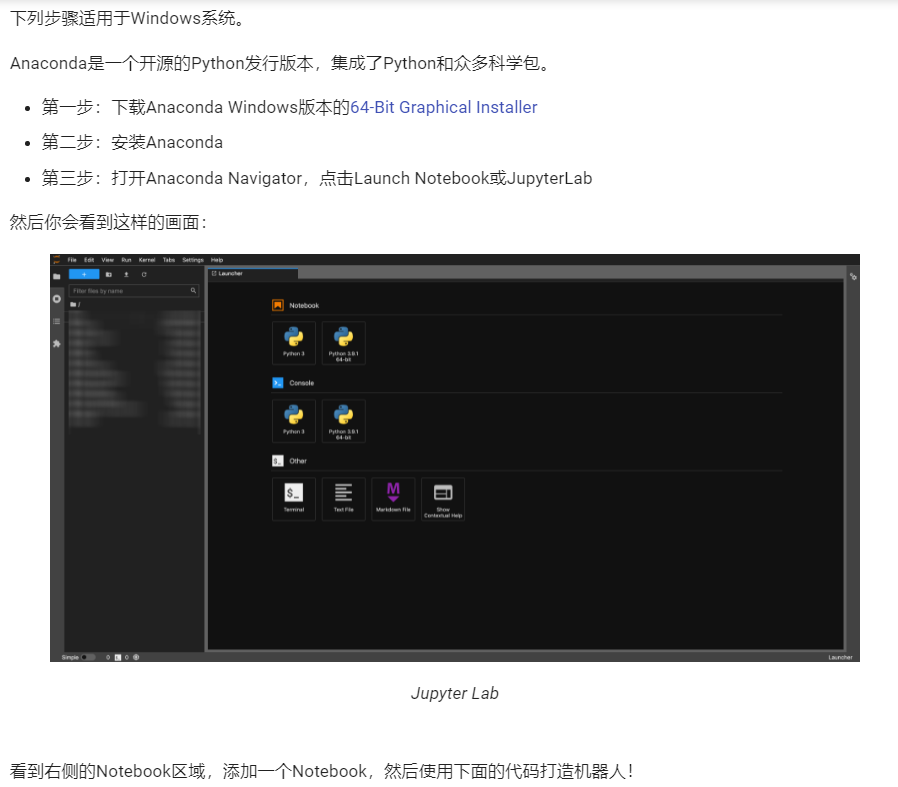 下列步骤适用于Windows系统。
Anaconda是一个开源的Python发行版本，集成了Python和众多科学包。
第一步：下载Anaconda Windows版本的64-Bit Graphical Installer
第二步：安装Anaconda
第三步：打开Anaconda Navigator，点击Launch Notebook或JupyterLab
然后你会看到这样的画面：
File Edit View Run Kernel Tabs Settings Help
+
Launcher
Filter files by name
/
Notebook
Python 3
Python 3.9.1
64-bit
Console
Python 3
Python 3.9.1
64-bit
Other
$_
Terminal
Text File
M
Markdown File
Show
Contextual Help
Simple 0 0
Launcher
Jupyter Lab
看到右侧的Notebook区域，添加一个Notebook，然后使用下面的代码打造机器人！